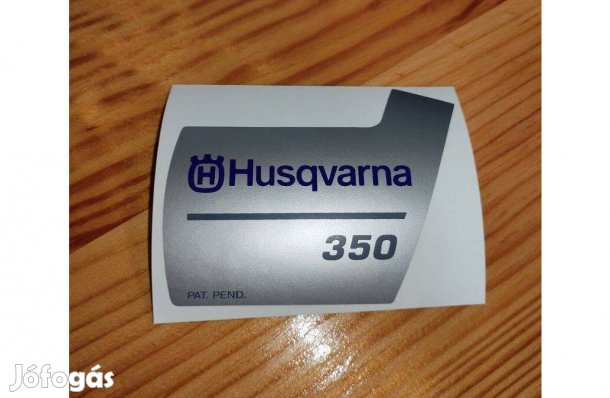 Husqvarna
350
PAT. PEND.
Jófogás